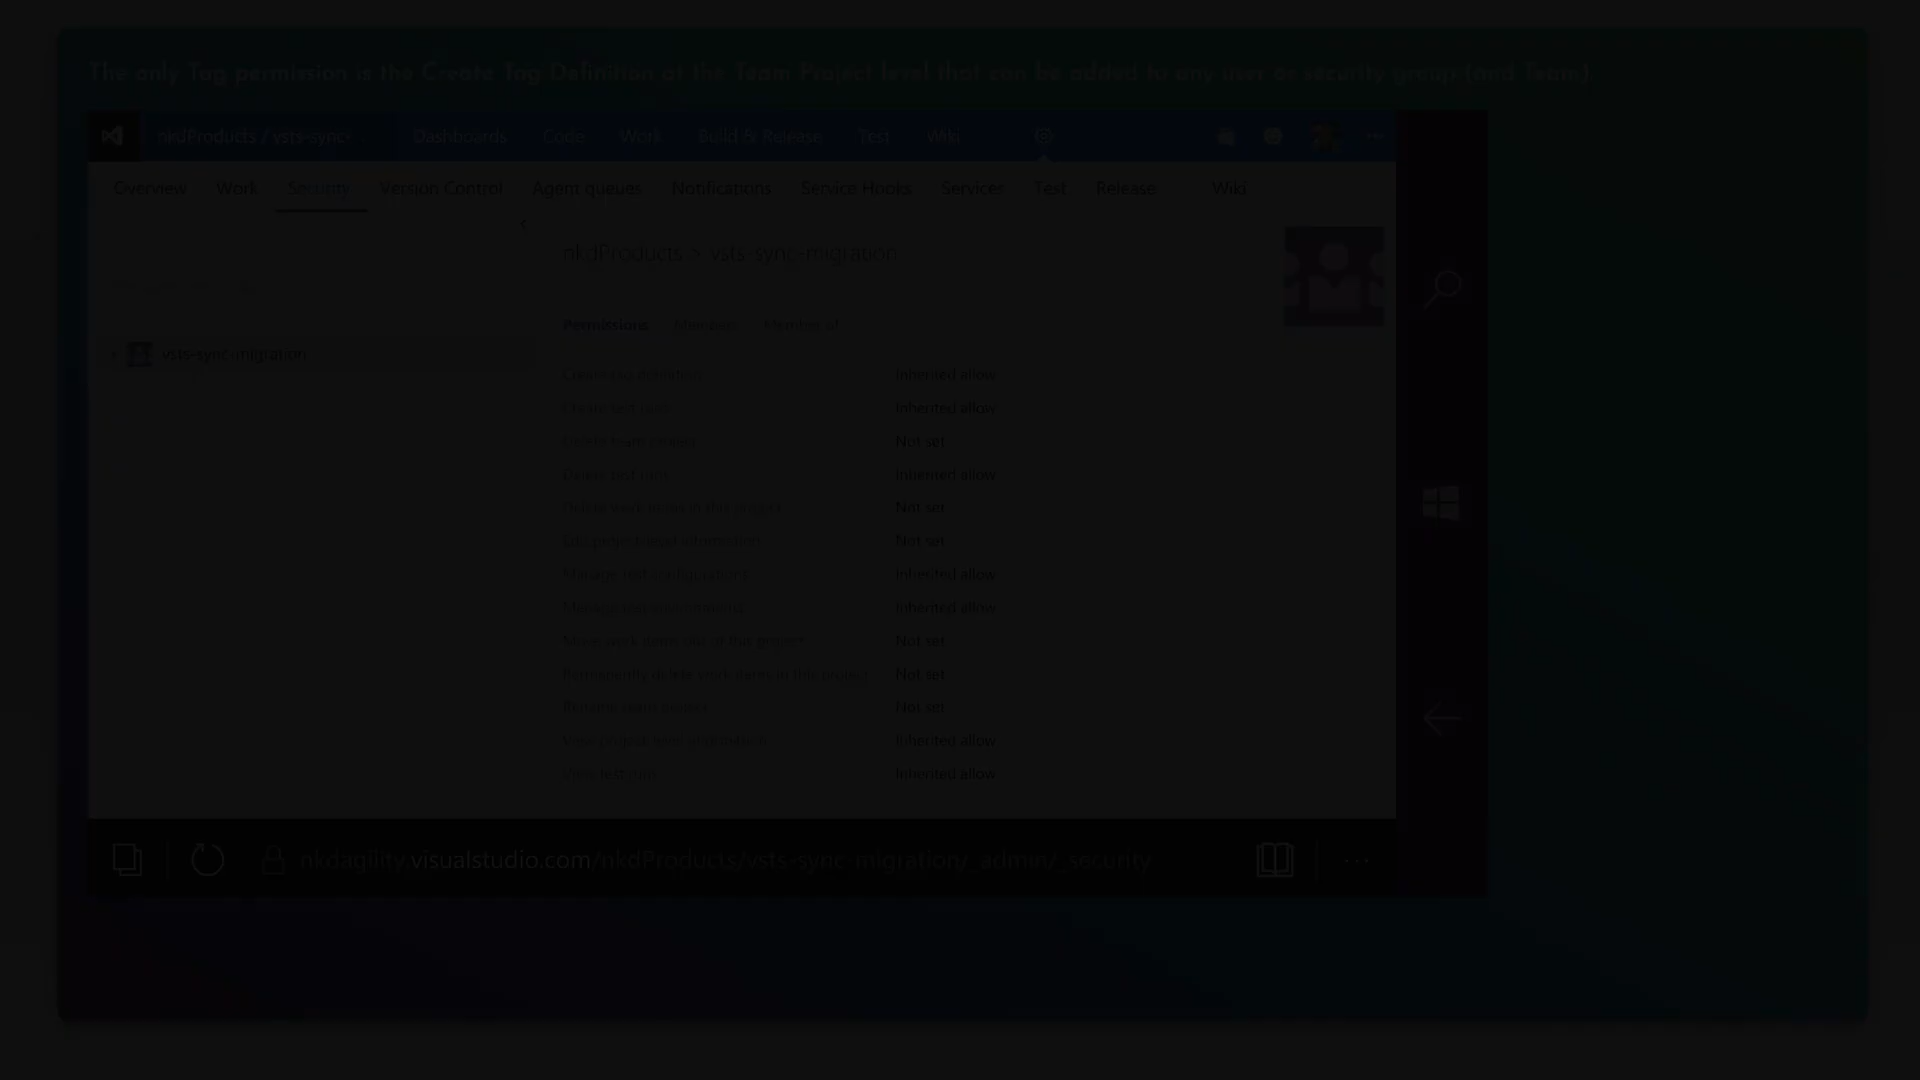 The only Tag permission is the Create Tag Definition at the Team Project level that can be added to any user or security group (and Team)
nkdProducts / vsts-sync- Dashboards Code Work Build & Release Test Wiki ...
Overview Work Security Version Control Agent queues Notifications Service Hooks Services Test Release Wiki
nkdProducts > vsts-sync-migration
Permissions Members Member of
vsts-sync-migration
Create tag definition Inherited allow
Create test runs Inherited allow
Delete team project Not set
Delete test runs Inherited allow
Delete work items in this project Not set
Edit project-level information Not set
Manage test configurations Inherited allow
Manage test environments Inherited allow
Move work items out of this project Not set
Permanently delete work items in this project Not set
Rename team project Not set
View project-level information Inherited allow
View test runs Inherited allow
nkdagility.visualstudio.com/nkdProducts/vsts-sync-migration/_admin/_security ...